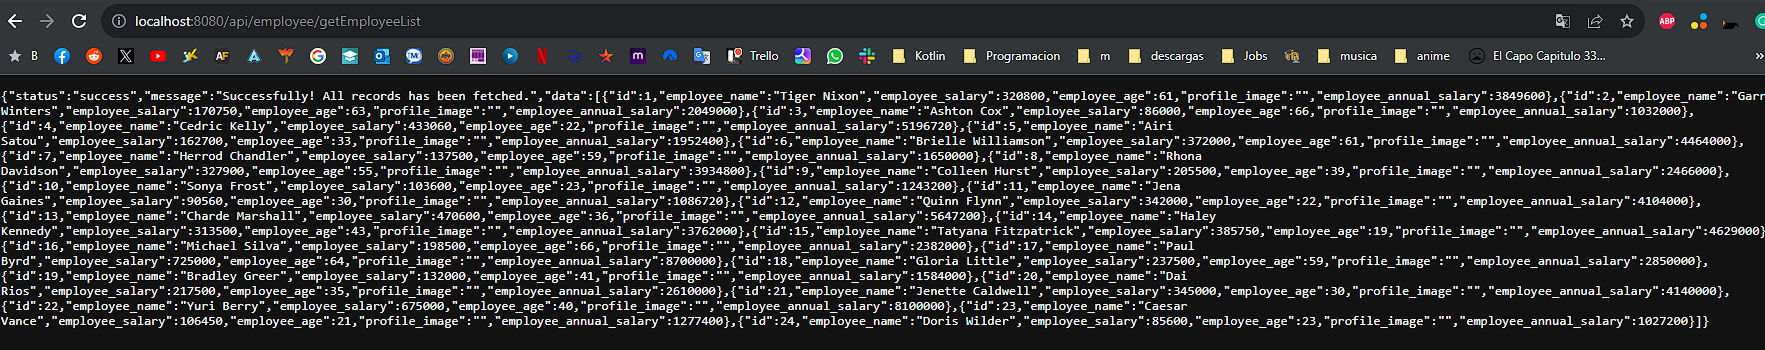 localhost:8080/api/employee/getEmployeeList
ABP
B AF TMO G N m Trello Kotlin Programacion m descargas Jobs musica anime El Capo Capitulo 33... »
{"status":"success","message":"Successfully! All records has been fetched.","data":[{"id":1,"employee_name":"Tiger Nixon","employee_salary":320800,"employee_age":61,"profile_image":"","employee_annual_salary":3849600},{"id":2,"employee_name":"Garr
Winters","employee_salary":170750,"employee_age":63,"profile_image":"","employee_annual_salary":2049000},{"id":3,"employee_name":"Ashton Cox","employee_salary":86000,"employee_age":66,"profile_image":"","employee_annual_salary":1032000},
{"id":4,"employee_name":"Cedric Kelly","employee_salary":433060,"employee_age":22,"profile_image":"","employee_annual_salary":5196720},{"id":5,"employee_name":"Airi
Satou","employee_salary":162700,"employee_age":33,"profile_image":"","employee_annual_salary":1952400},{"id":6,"employee_name":"Brielle Williamson","employee_salary":372000,"employee_age":61,"profile_image":"","employee_annual_salary":4464000},
{"id":7,"employee_name":"Herrod Chandler","employee_salary":137500,"employee_age":59,"profile_image":"","employee_annual_salary":1650000},{"id":8,"employee_name":"Rhona
Davidson","employee_salary":327900,"employee_age":55,"profile_image":"","employee_annual_salary":3934800},{"id":9,"employee_name":"Colleen Hurst","employee_salary":205500,"employee_age":39,"profile_image":"","employee_annual_salary":2466000},
{"id":10,"employee_name":"Sonya Frost","employee_salary":103600,"employee_age":23,"profile_image":"","employee_annual_salary":1243200},{"id":11,"employee_name":"Jena
Gaines","employee_salary":90560,"employee_age":30,"profile_image":"","employee_annual_salary":1086720},{"id":12,"employee_name":"Quinn Flynn","employee_salary":342000,"employee_age":22,"profile_image":"","employee_annual_salary":4104000},
{"id":13,"employee_name":"Charde Marshall","employee_salary":470600,"employee_age":36,"profile_image":"","employee_annual_salary":5647200},{"id":14,"employee_name":"Haley
Kennedy","employee_salary":313500,"employee_age":43,"profile_image":"","employee_annual_salary":3762000},{"id":15,"employee_name":"Tatyana Fitzpatrick","employee_salary":385750,"employee_age":19,"profile_image":"","employee_annual_salary":4629000}
{"id":16,"employee_name":"Michael Silva","employee_salary":198500,"employee_age":66,"profile_image":"","employee_annual_salary":2382000},{"id":17,"employee_name":"Paul
Byrd","employee_salary":725000,"employee_age":64,"profile_image":"","employee_annual_salary":8700000},{"id":18,"employee_name":"Gloria Little","employee_salary":237500,"employee_age":59,"profile_image":"","employee_annual_salary":2850000},
{"id":19,"employee_name":"Bradley Greer","employee_salary":132000,"employee_age":41,"profile_image":"","employee_annual_salary":1584000},{"id":20,"employee_name":"Dai
Rios","employee_salary":217500,"employee_age":35,"profile_image":"","employee_annual_salary":2610000},{"id":21,"employee_name":"Jenette Caldwell","employee_salary":345000,"employee_age":30,"profile_image":"","employee_annual_salary":4140000},
{"id":22,"employee_name":"Yuri Berry","employee_salary":675000,"employee_age":40,"profile_image":"","employee_annual_salary":8100000},{"id":23,"employee_name":"Caesar
Vance","employee_salary":106450,"employee_age":21,"profile_image":"","employee_annual_salary":1277400},{"id":24,"employee_name":"Doris Wilder","employee_salary":85600,"employee_age":23,"profile_image":"","employee_annual_salary":1027200}]}